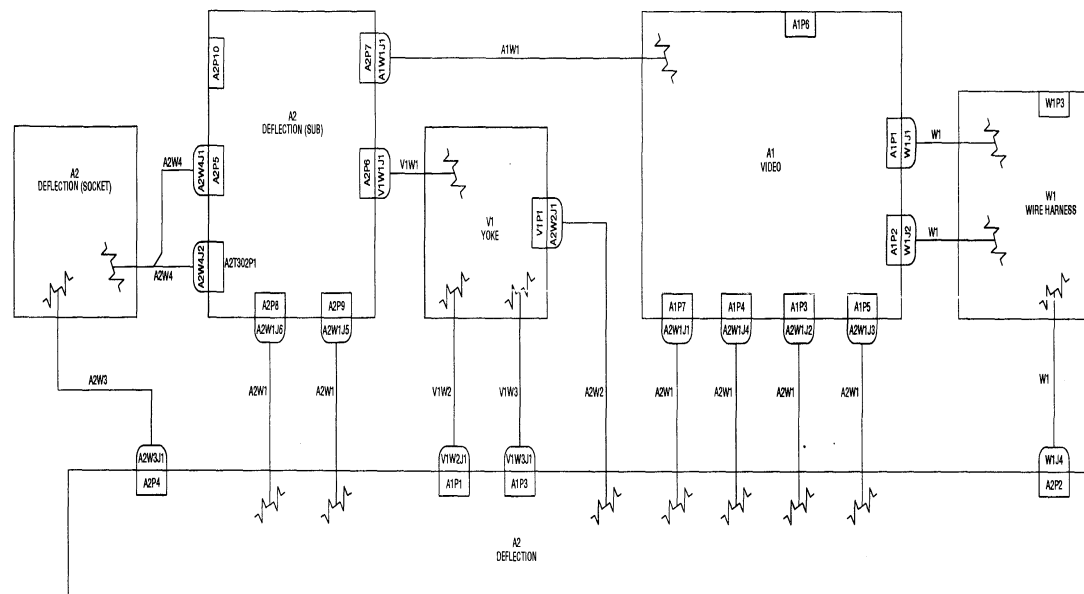 A1P6
A2P10
A2P7
A1W1J1
A1W1
A2
DEFLECTION (SUB)
W1P3
A2
DEFLECTION (SOCKET)
A2W4
A2W4J1
A2P5
A2P6
V1W1J1
V1W1
A1
VIDEO
A1P1
W1J1
W1
W1
WIRE HARNESS
V1
YOKE
V1P1
A2W2J1
A1P2
W1J2
W1
A2W4
A2W4J2
A2T302P1
A2P8
A2W1J6
A2P9
A2W1J5
A1P7
A2W1J1
A1P4
A2W1J4
A1P3
A2W1J2
A1P5
A2W1J3
A2W3
A2W1
A2W1
V1W2
V1W3
A2W2
A2W1
A2W1
A2W1
A2W1
W1
A2W3J1
A2P4
V1W2J1
A1P1
V1W3J1
A1P3
W1J4
A2P2
A2
DEFLECTION